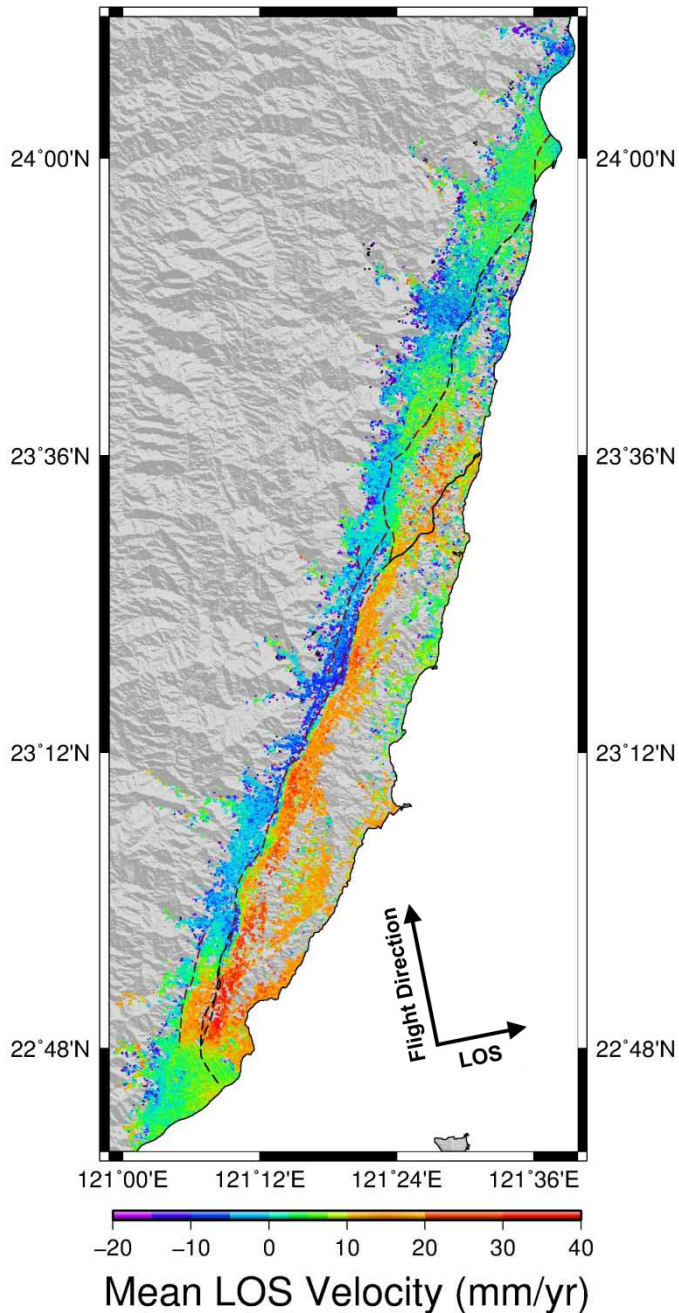 24°00'N
24°00'N
23°36'N
23°36'N
23°12'N
23°12'N
Flight Direction
LOS
22°48'N
22°48'N
121°00'E 121°12'E 121°24'E 121°36'E
−20 −10 0 10 20 30 40
Mean LOS Velocity (mm/yr)